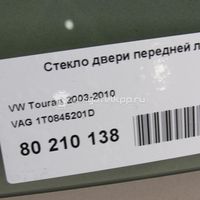 Стекло двери передней л
VW Touran 2003-2010
VAG 1T0845201D
80 210 138